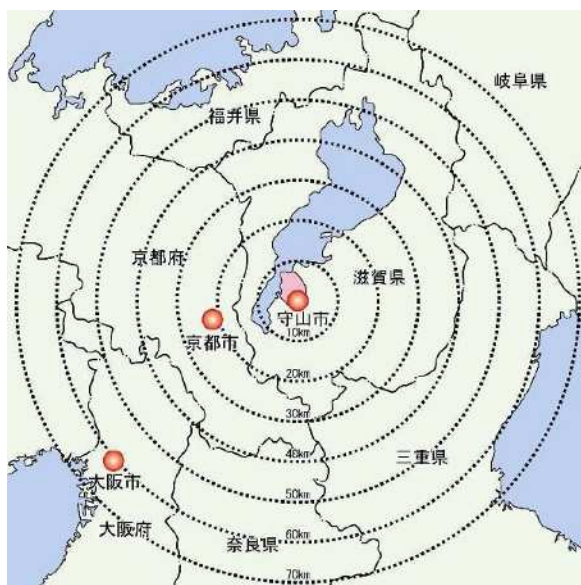 岐阜県
福井県
京都府
滋賀県
守山市
京都市
10km
20km
30km
40km
三重県
大阪市
50km
大阪府
60km
奈良県
70km